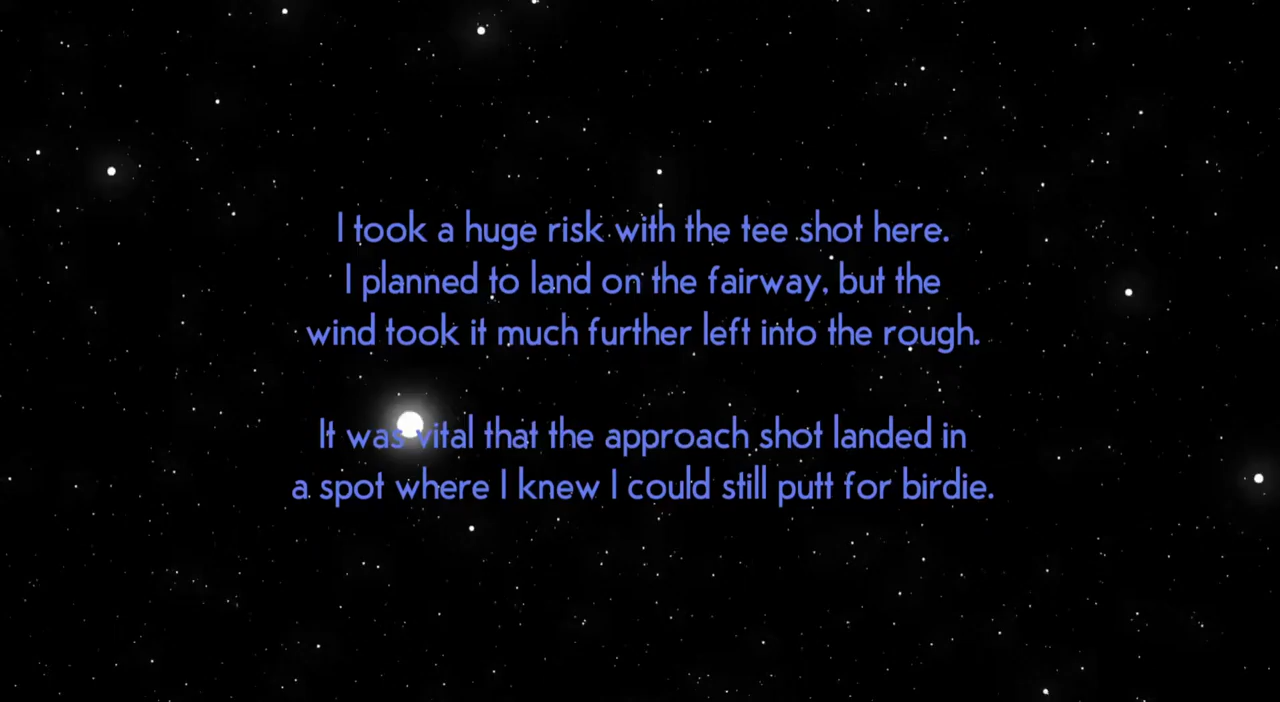 I took a huge risk with the tee shot here.
I planned to land on the fairway, but the
wind took it much further left into the rough.
It was vital that the approach shot landed in
a spot where I knew I could still putt for birdie.